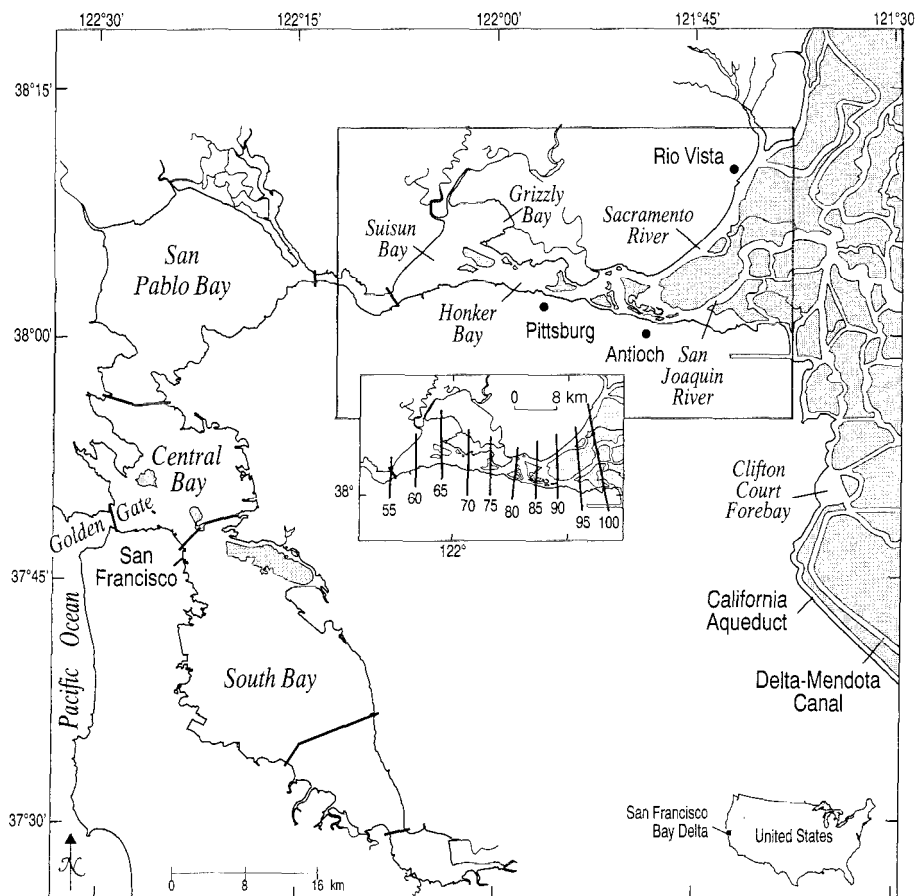 122°30'
122°15'
122°00'
121°45'
121°30'
38°15'
Rio Vista
Grizzly
Bay
Suisun
Bay
Sacramento
River
San
Pablo Bay
Honker
Bay
Pittsburg
Antioch
San
Joaquin
River
38°00'
0 8 km
38°
55
60
65
70
75
80
85
90
95
100
122°
Central
Bay
Golden Gate
San
Francisco
Clifton
Court
Forebay
37°45'
California
Aqueduct
Pacific Ocean
South Bay
Delta-Mendota
Canal
San Francisco
Bay Delta
United States
37°30'
N
0 8 16 km